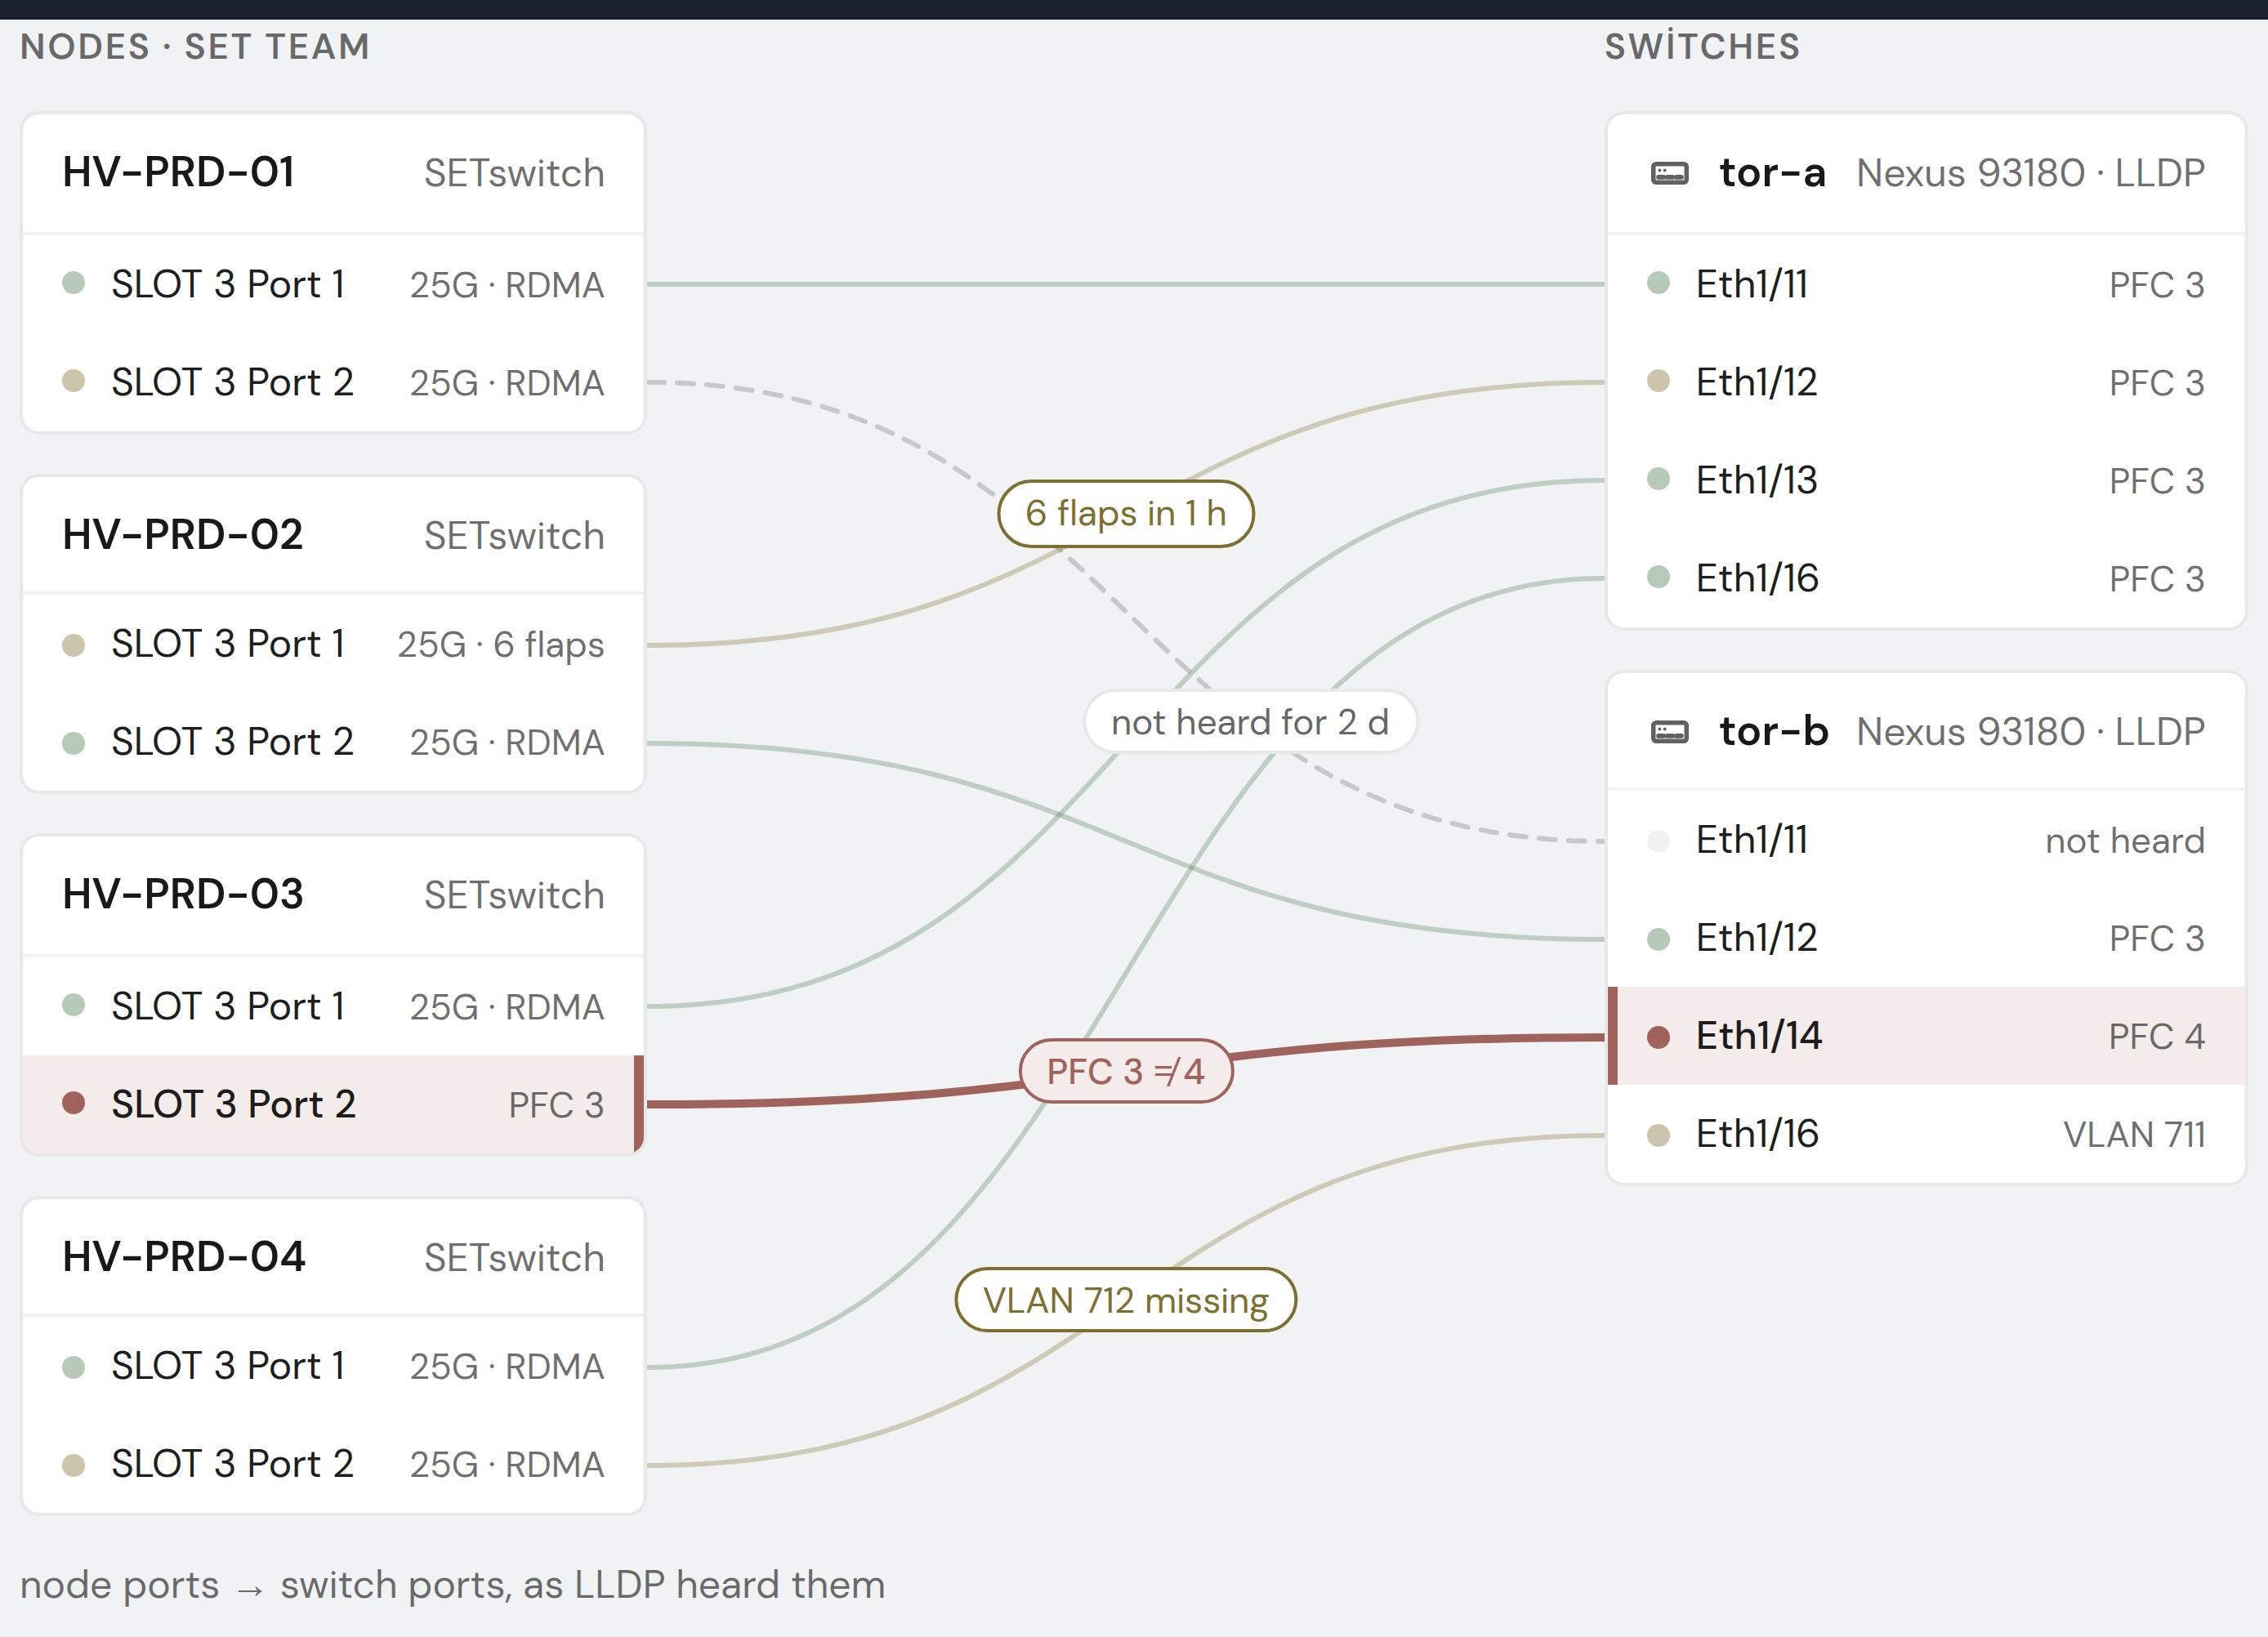 NODES · SET TEAM
HV-PRD-01 SETswitch
SLOT 3 Port 1 25G · RDMA
SLOT 3 Port 2 25G · RDMA
HV-PRD-02 SETswitch
SLOT 3 Port 1 25G · 6 flaps
SLOT 3 Port 2 25G · RDMA
HV-PRD-03 SETswitch
SLOT 3 Port 1 25G · RDMA
SLOT 3 Port 2 PFC 3
HV-PRD-04 SETswitch
SLOT 3 Port 1 25G · RDMA
SLOT 3 Port 2 25G · RDMA
6 flaps in 1 h
not heard for 2 d
PFC 3 ≠ 4
VLAN 712 missing
SWİTCHES
tor-a Nexus 93180 · LLDP
Eth1/11 PFC 3
Eth1/12 PFC 3
Eth1/13 PFC 3
Eth1/16 PFC 3
tor-b Nexus 93180 · LLDP
Eth1/11 not heard
Eth1/12 PFC 3
Eth1/14 PFC 4
Eth1/16 VLAN 711
node ports → switch ports, as LLDP heard them